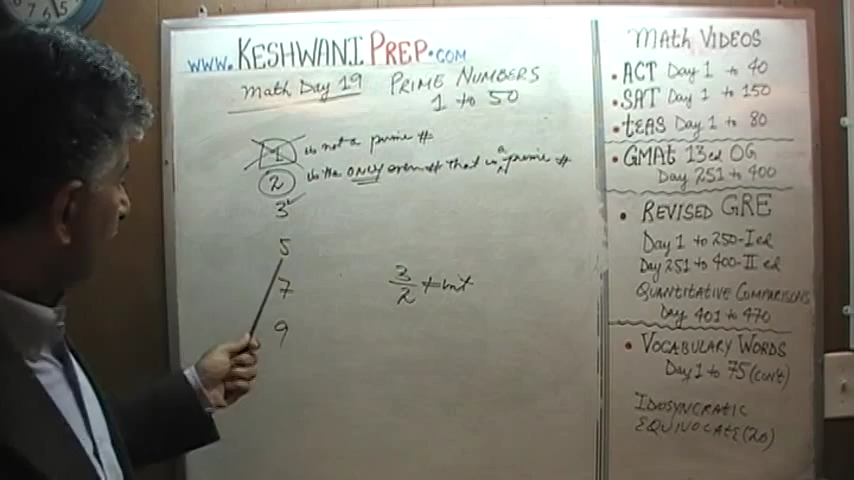 www.KESHWANIPREP.com
Math Day 19 PRIME NUMBERS
1 to 50
1 is not a prime #
2 is the ONLY even # that is a prime #
3
5
7
9
3/2 ≠ int
MATH VIDEOS
• ACT Day 1 to 40
• SAT Day 1 to 150
• tEAS Day 1 to 80
• GMAt 13ed OG
Day 251 to 400
• REVISED GRE
Day 1 to 250-I ed
Day 251 to 400-II ed
QUANTITATIVE COMPARISONS
Day 401 to 470
• VOCABULARY WORDS
Day 1 to 75 (cont)
IDOSYNCRATIC
EQUIVOCATE (20)